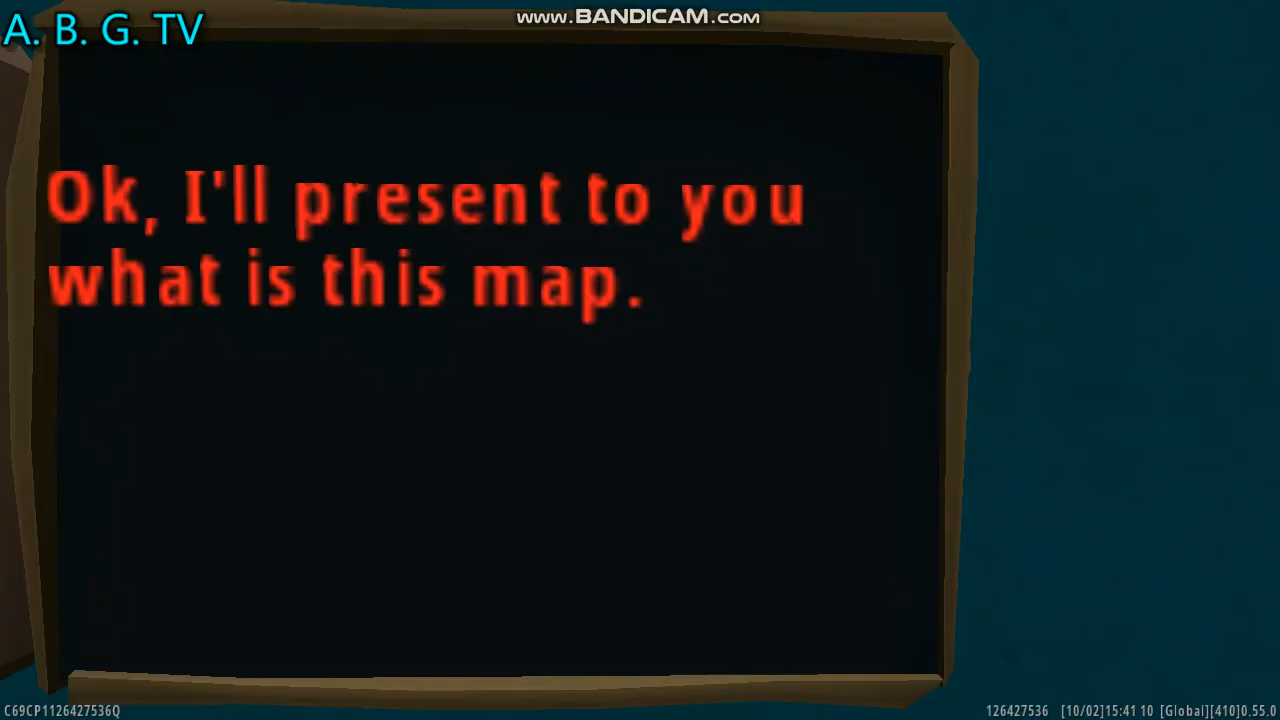 A. B. G. TV
www.BANDICAM.com
Ok, I'll present to you
what is this map.
C69CP1126427536Q
126427536 [10/02]15:41 10 [Global][410]0.55.0